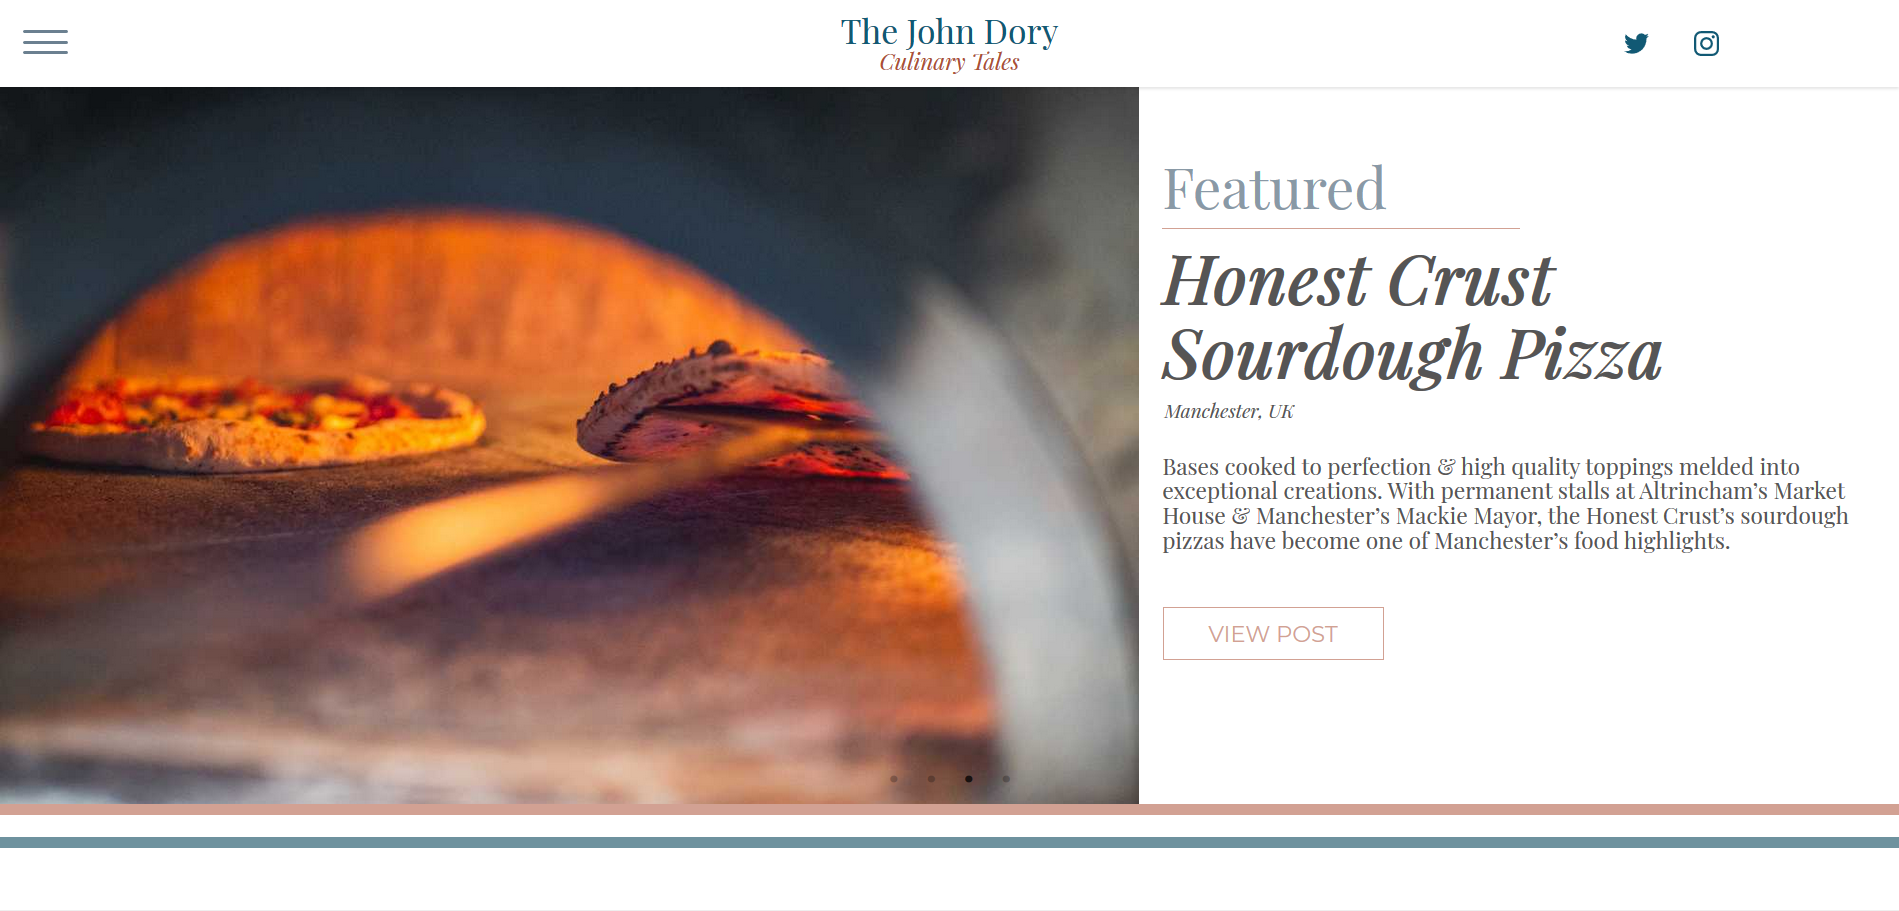 The John Dory
Culinary Tales
Featured
Honest Crust
Sourdough Pizza
Manchester, UK
Bases cooked to perfection & high quality toppings melded into
exceptional creations. With permanent stalls at Altrincham’s Market
House & Manchester’s Mackie Mayor, the Honest Crust’s sourdough
pizzas have become one of Manchester’s food highlights.
VIEW POST